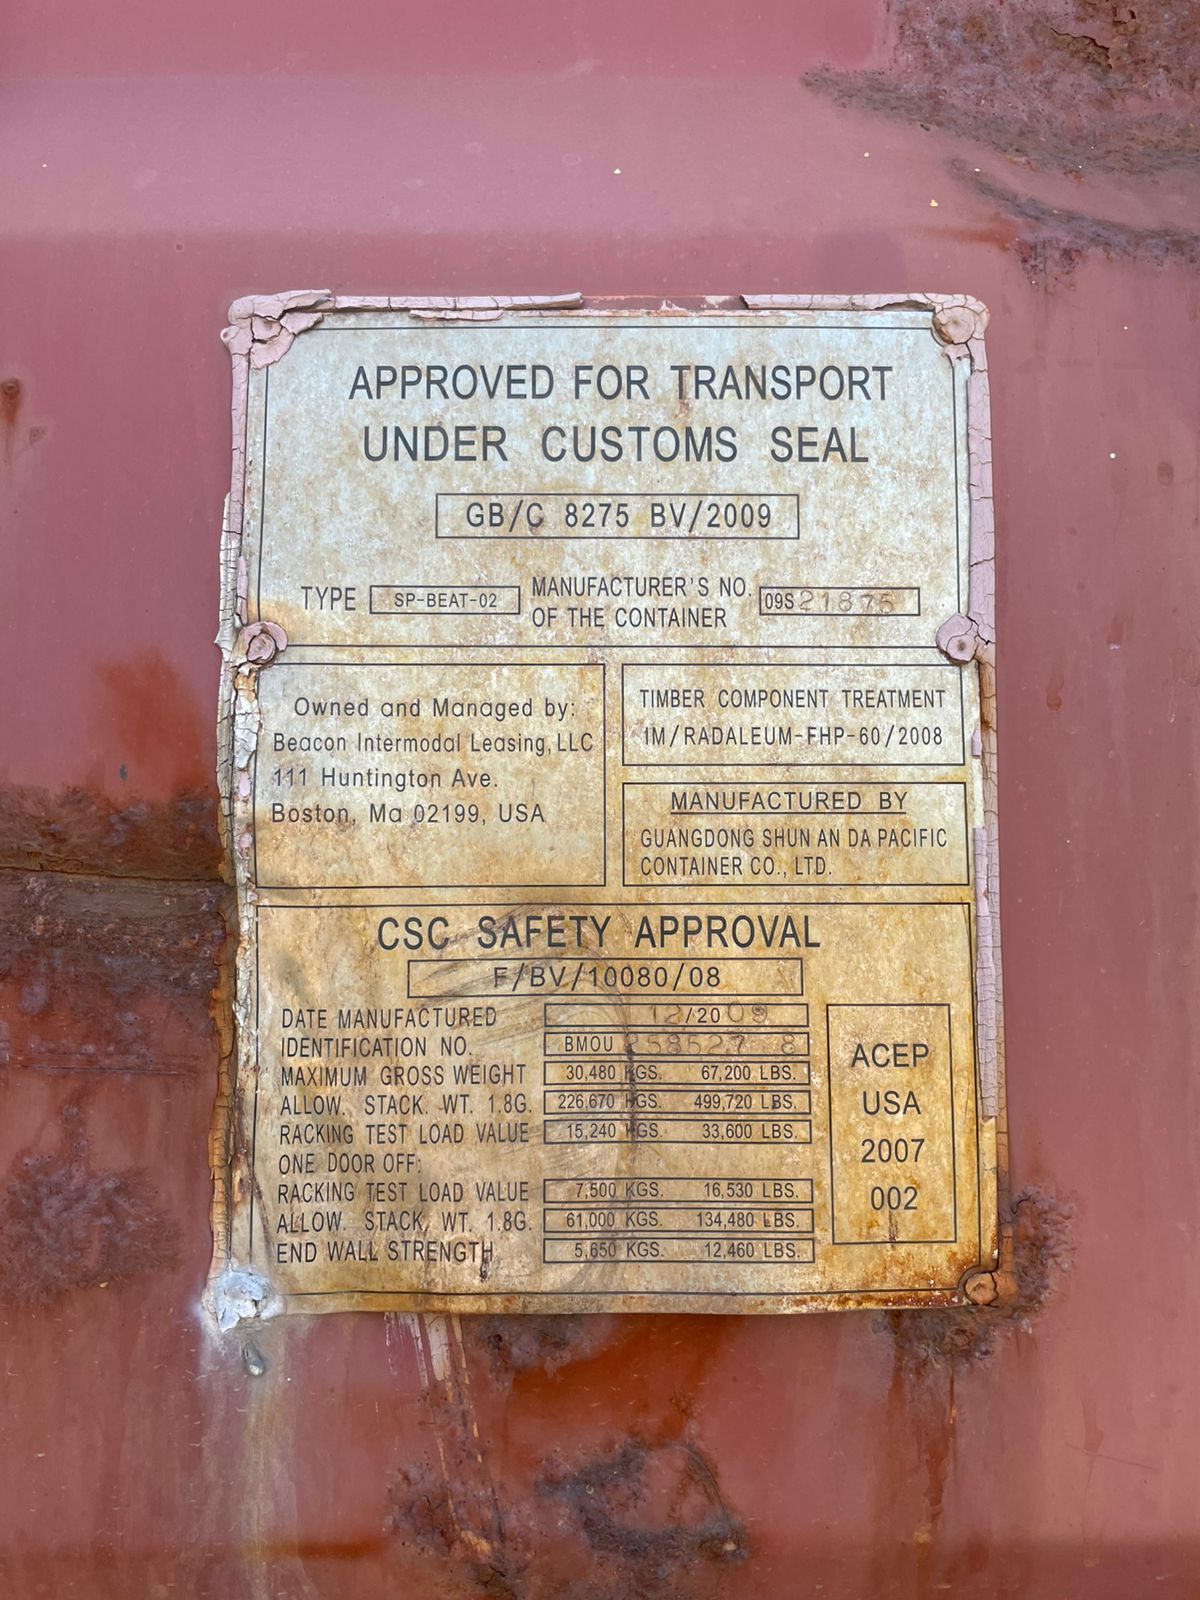 APPROVED FOR TRANSPORT
UNDER CUSTOMS SEAL
GB/C 8275 BV/2009
TYPE SP-BEAT-02 MANUFACTURER'S NO. OF THE CONTAINER 09S21875
Owned and Managed by:
Beacon Intermodal Leasing, LLC
111 Huntington Ave.
Boston, Ma 02199, USA
TIMBER COMPONENT TREATMENT
IM/RADALEUM-FHP-60/2008
MANUFACTURED BY
GUANGDONG SHUN AN DA PACIFIC
CONTAINER CO., LTD.
CSC SAFETY APPROVAL
F/BV/10080/08
DATE MANUFACTURED 12/2009
IDENTIFICATION NO. BMOU
MAXIMUM GROSS WEIGHT 30,480 KGS. 67,200 LBS.
ALLOW. STACK. WT. 1.8G. 226,670 KGS. 499,720 LBS.
RACKING TEST LOAD VALUE 15,240 KGS. 33,600 LBS.
ONE DOOR OFF:
RACKING TEST LOAD VALUE 7,500 KGS. 16,530 LBS.
ALLOW. STACK. WT. 1.8G. 61,000 KGS. 134,480 LBS.
END WALL STRENGTH 5,650 KGS. 12,460 LBS.
ACEP
USA
2007
002